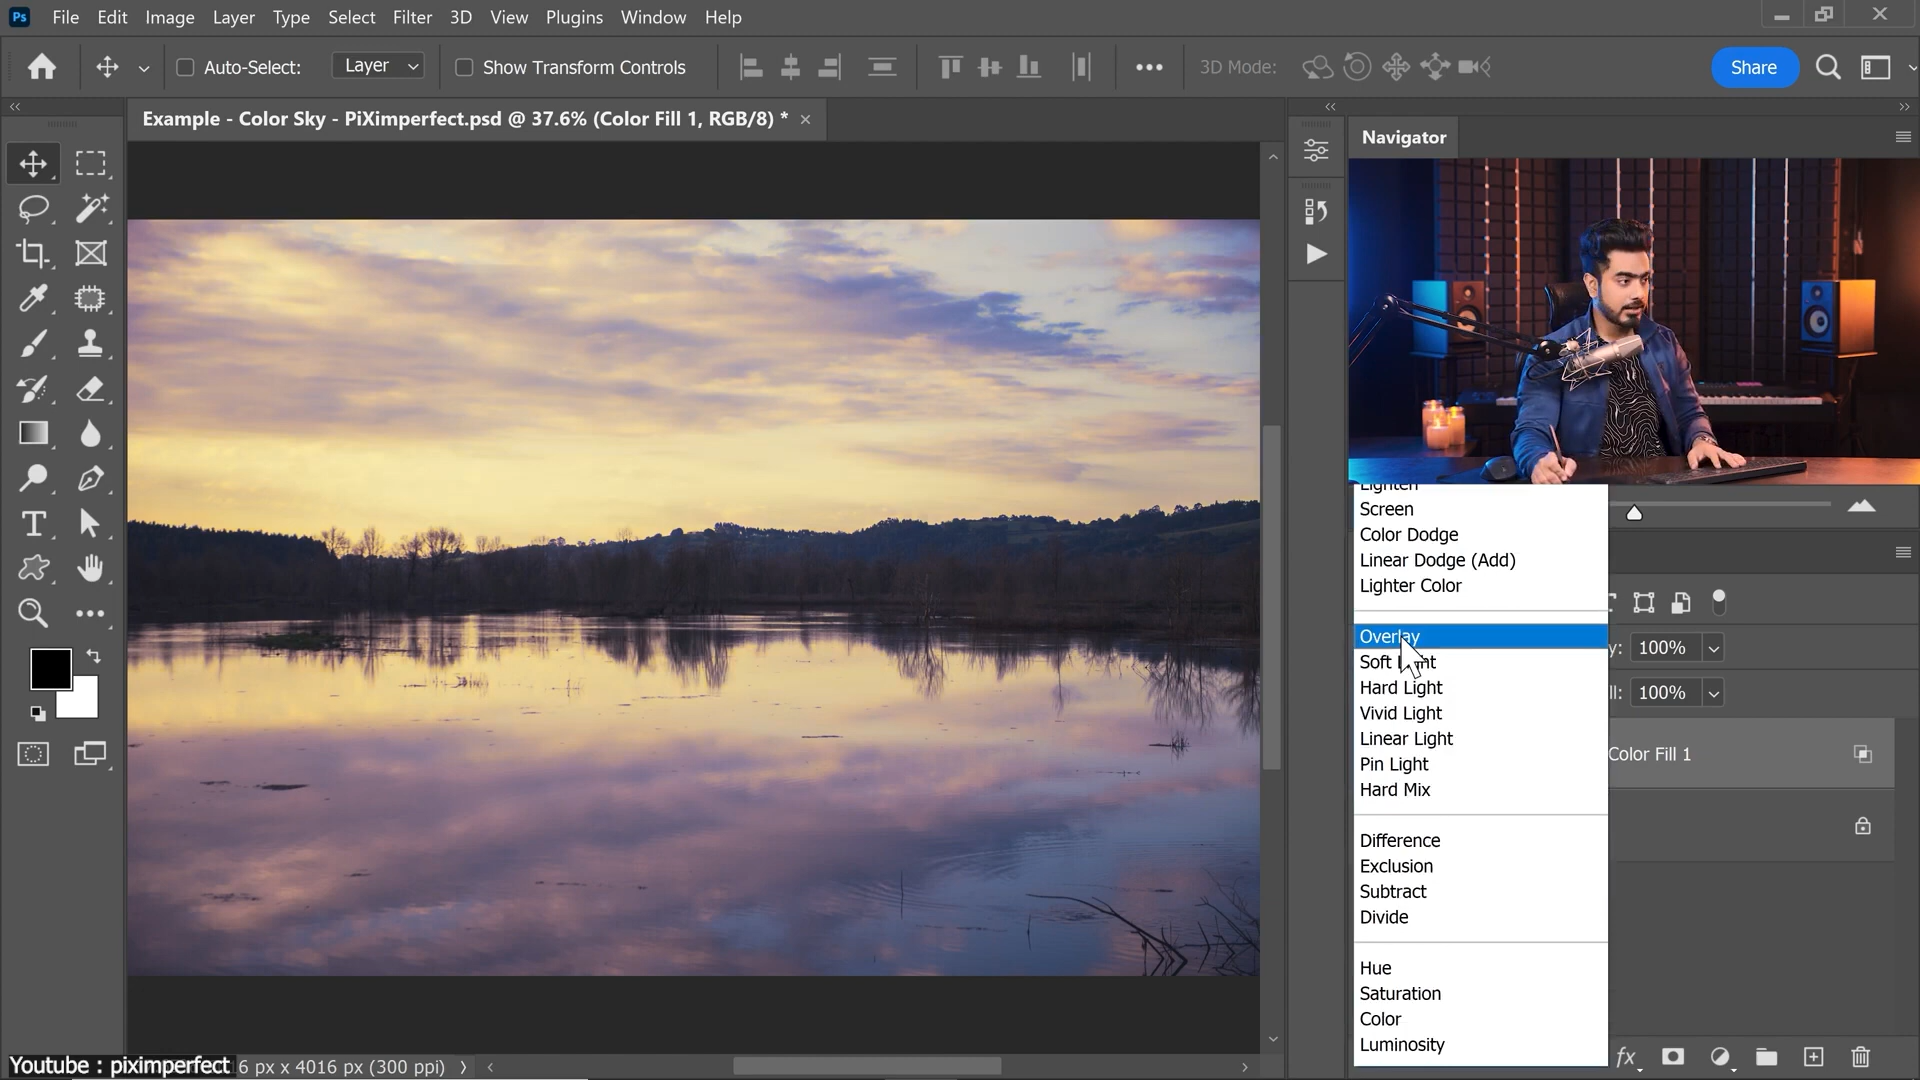 Ps File Edit Image Layer Type Select Filter 3D View Plugins Window Help
Auto-Select: Layer Show Transform Controls 3D Mode: Share
Example - Color Sky - PiXimperfect.psd @ 37.6% (Color Fill 1, RGB/8) *
Navigator
Lighten
Screen
Color Dodge
Linear Dodge (Add)
Lighter Color
Overlay
y: 100%
Soft Light
Hard Light
ll: 100%
Vivid Light
Linear Light
Color Fill 1
Pin Light
Hard Mix
Difference
Exclusion
Subtract
Divide
Hue
Saturation
Color
Luminosity
fx
Youtube : piximperfect 6 px x 4016 px (300 ppi)